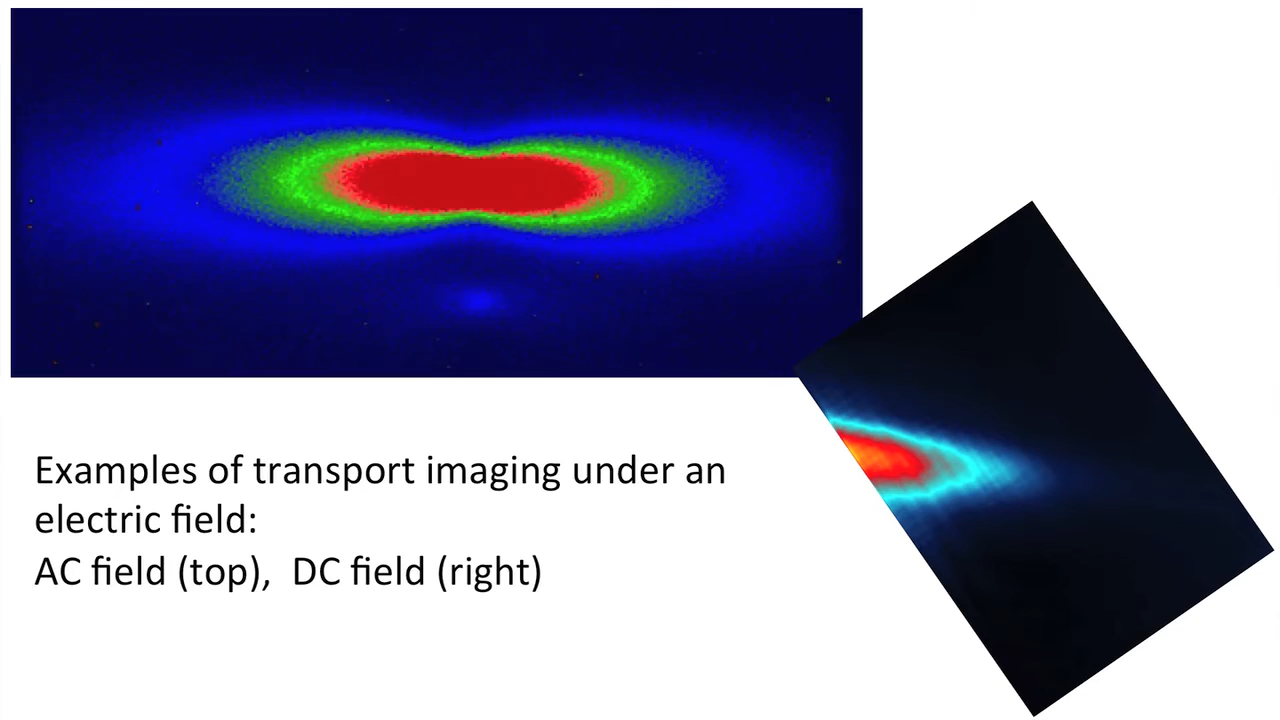 Examples of transport imaging under an
electric field:
AC field (top),  DC field (right)